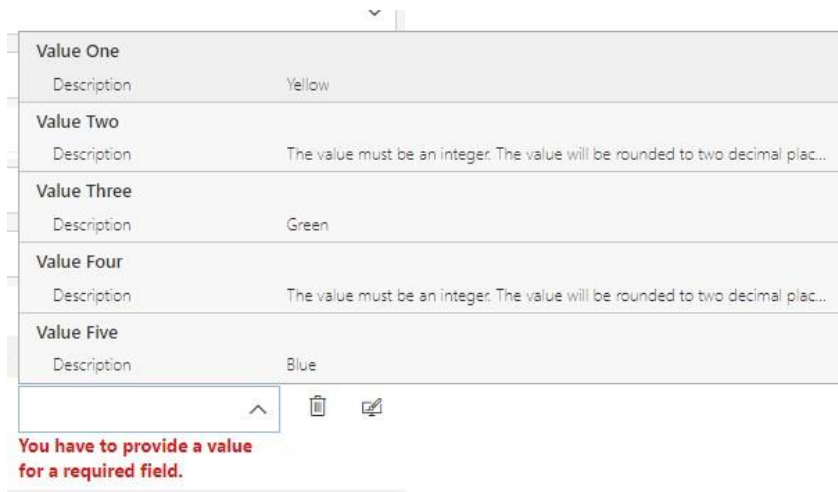 Value One
Description Yellow
Value Two
Description The value must be an integer. The value will be rounded to two decimal plac...
Value Three
Description Green
Value Four
Description The value must be an integer. The value will be rounded to two decimal plac...
Value Five
Description Blue
You have to provide a value
for a required field.